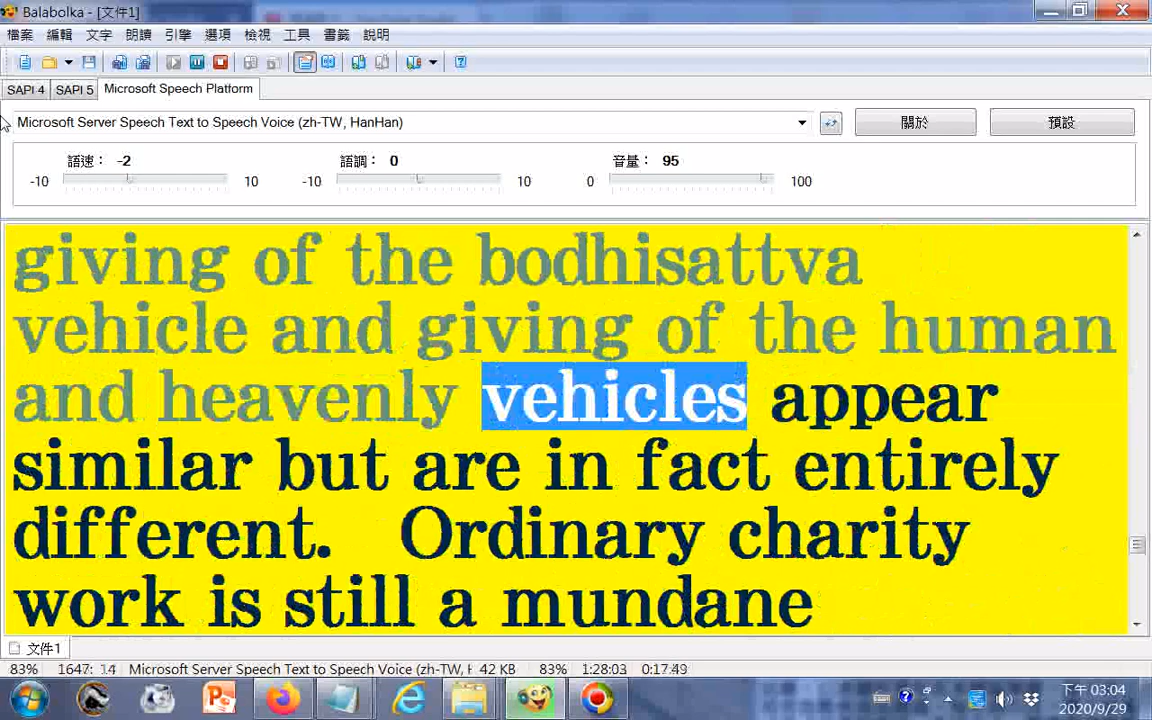 Balabolka - [文件1]
檔案 編輯 文字 朗讀 引擎 選項 檢視 工具 書籤 說明
SAPI 4 SAPI 5 Microsoft Speech Platform
Microsoft Server Speech Text to Speech Voice (zh-TW, HanHan) 關於 預設
語速： -2 語調： 0 音量： 95
-10 10 -10 10 0 100
giving of the bodhisattva
vehicle and giving of the human
and heavenly vehicles appear
similar but are in fact entirely
different. Ordinary charity
work is still a mundane
文件1
83% 1647: 14 Microsoft Server Speech Text to Speech Voice (zh-TW, 42 KB 83% 1:28:03 0:17:49
下午 03:04
2020/9/29